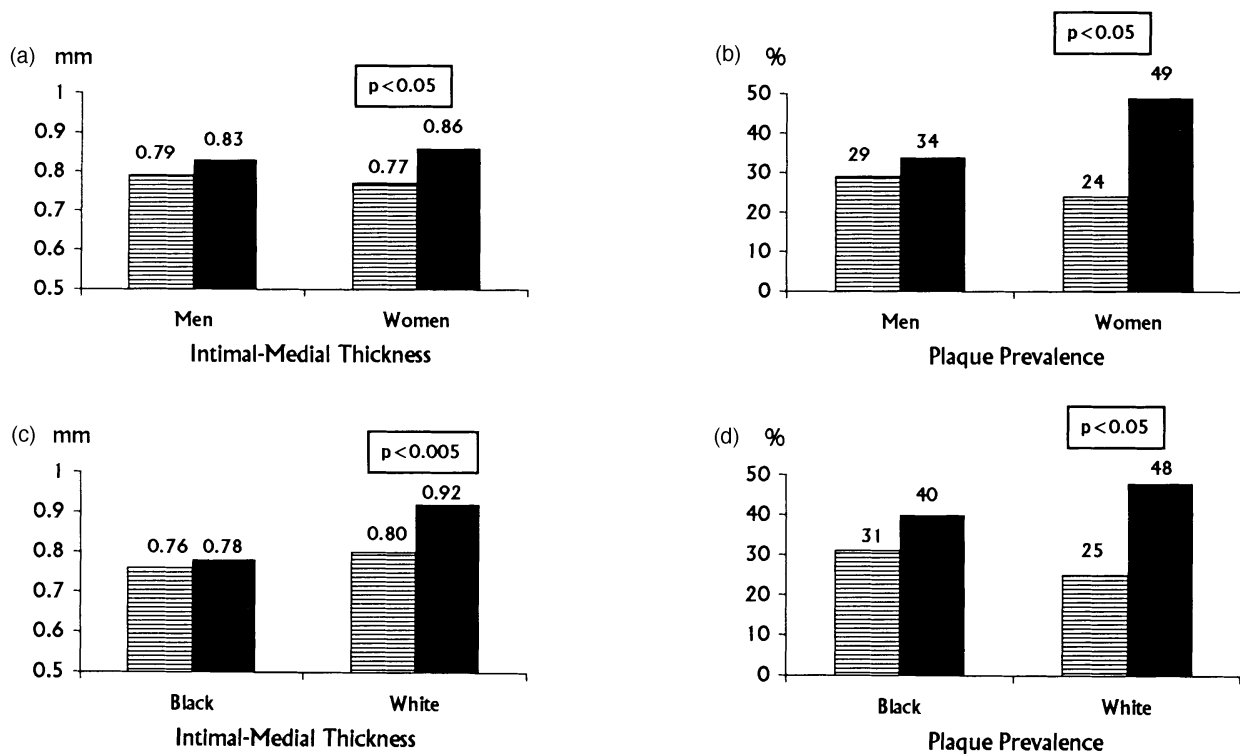 (a) mm
p<0.05
1
0.9
0.8
0.7
0.6
0.5
0.79
0.83
0.77
0.86
Men Women
Intimal-Medial Thickness
(b) %
p<0.05
50
40
30
20
10
0
29
34
24
49
Men Women
Plaque Prevalence
(c) mm
p<0.005
1
0.9
0.8
0.7
0.6
0.5
0.76
0.78
0.80
0.92
Black White
Intimal-Medial Thickness
(d) %
p<0.05
50
40
30
20
10
0
31
40
25
48
Black White
Plaque Prevalence